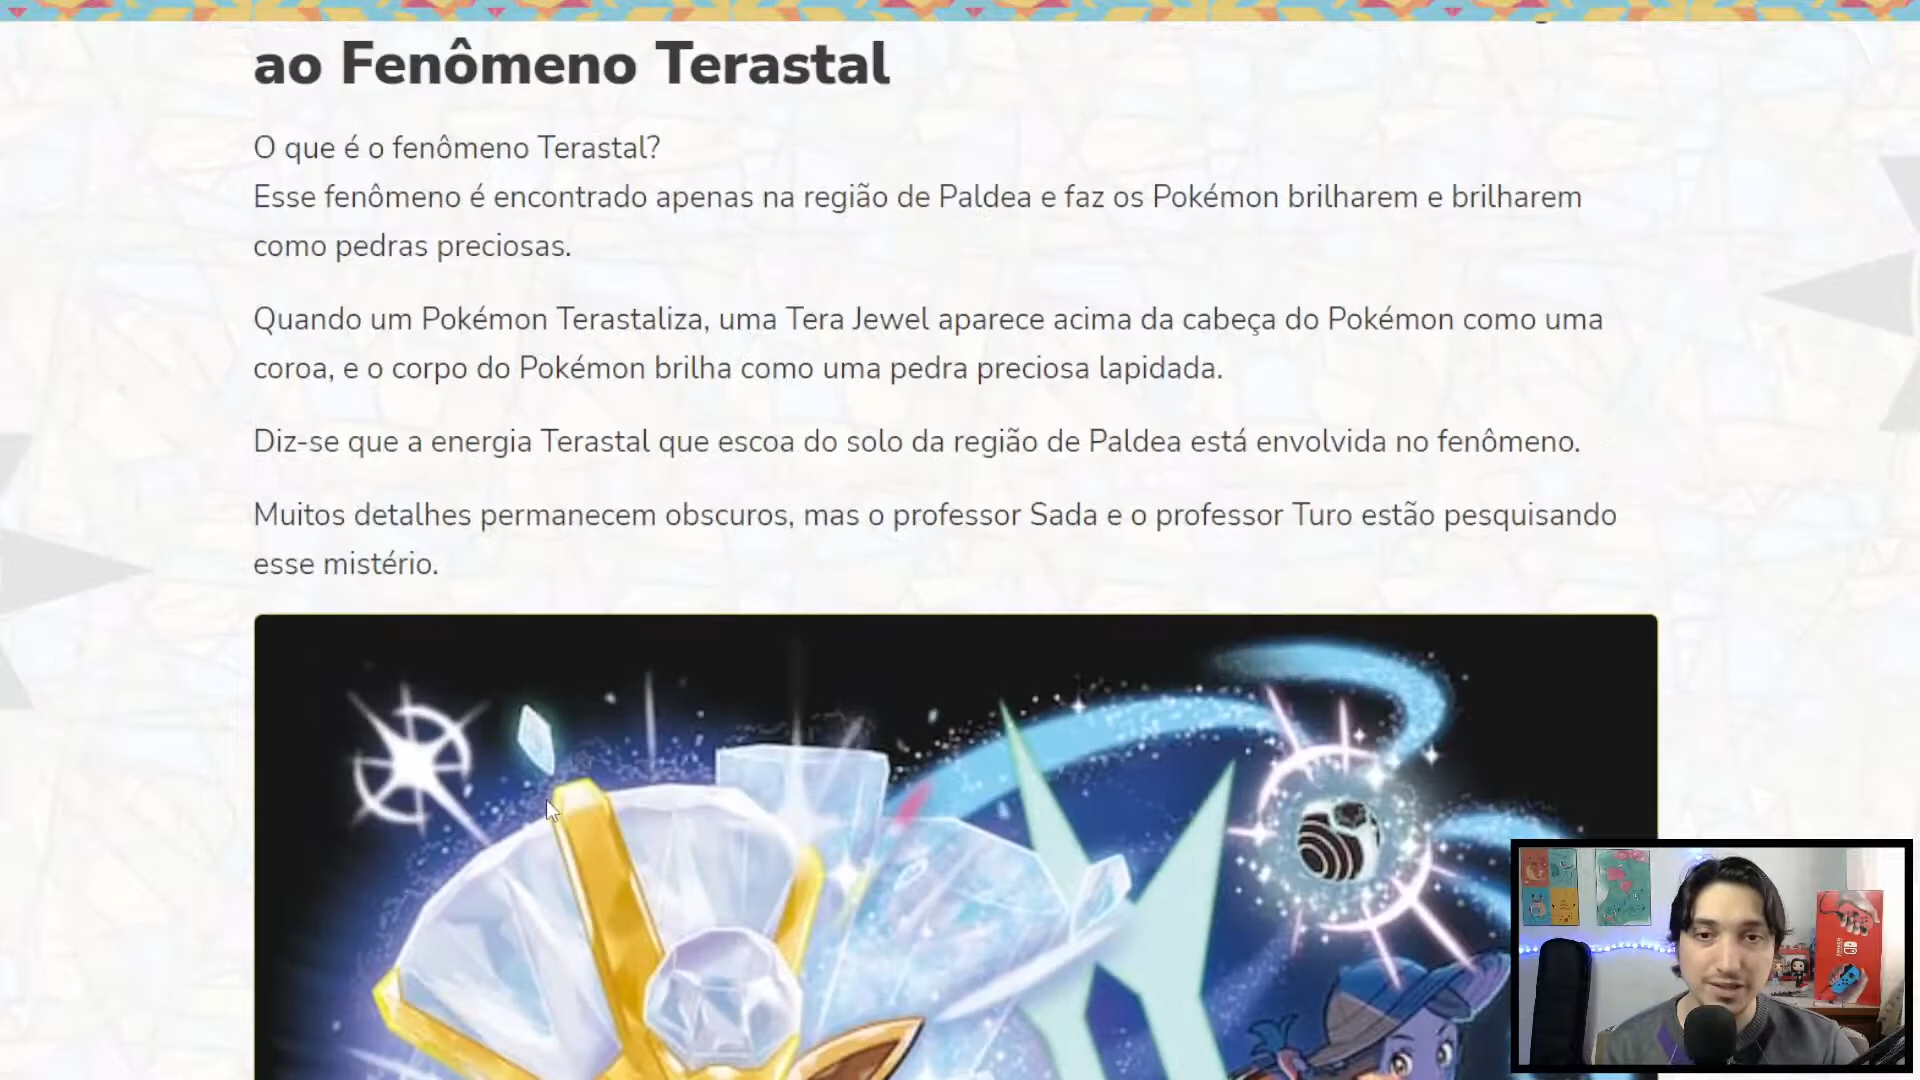 ao Fenômeno Terastal
O que é o fenômeno Terastal?
Esse fenômeno é encontrado apenas na região de Paldea e faz os Pokémon brilharem e brilharem
como pedras preciosas.
Quando um Pokémon Terastaliza, uma Tera Jewel aparece acima da cabeça do Pokémon como uma
coroa, e o corpo do Pokémon brilha como uma pedra preciosa lapidada.
Diz-se que a energia Terastal que escoa do solo da região de Paldea está envolvida no fenômeno.
Muitos detalhes permanecem obscuros, mas o professor Sada e o professor Turo estão pesquisando
esse mistério.